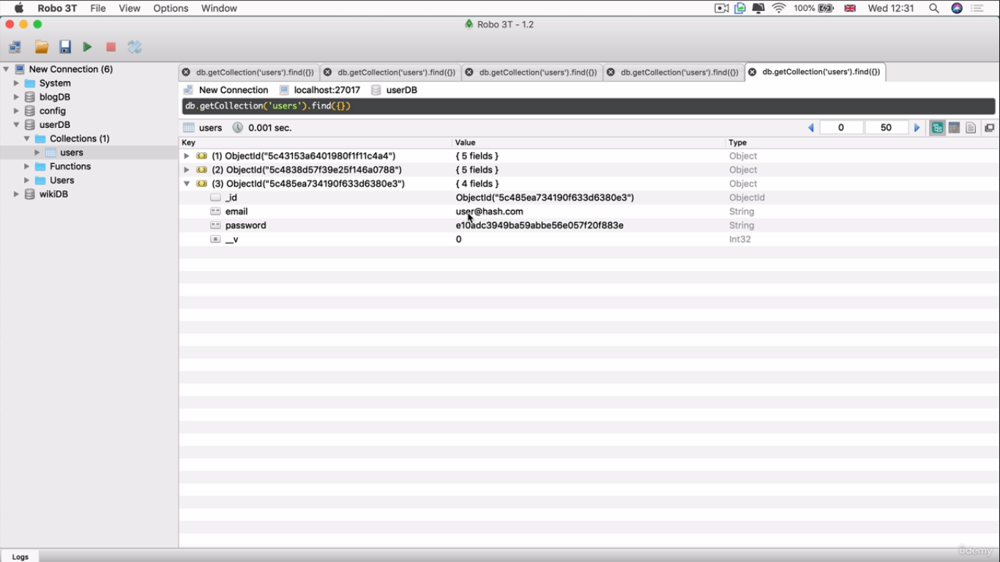 Robo 3T File View Options Window 100% Wed 12:31
Robo 3T - 1.2
New Connection (6)
System
blogDB
config
userDB
Collections (1)
users
Functions
Users
wikiDB
db.getCollection('users').find({}) db.getCollection('users').find({}) db.getCollection('users').find({}) db.getCollection('users').find({}) db.getCollection('users').find({})
New Connection localhost:27017 userDB
db.getCollection('users').find({})
users 0.001 sec. 0 50
Key Value Type
(1) ObjectId("5c43153a6401980f1f11c4a4") { 5 fields } Object
(2) ObjectId("5c4838d57f39e25f146a0788") { 5 fields } Object
(3) ObjectId("5c485ea734190f633d6380e3") { 4 fields } Object
_id ObjectId("5c485ea734190f633d6380e3") ObjectId
email user@hash.com String
password e10adc3949ba59abbe56e057f20f883e String
__v 0 Int32
Logs
ûdemy